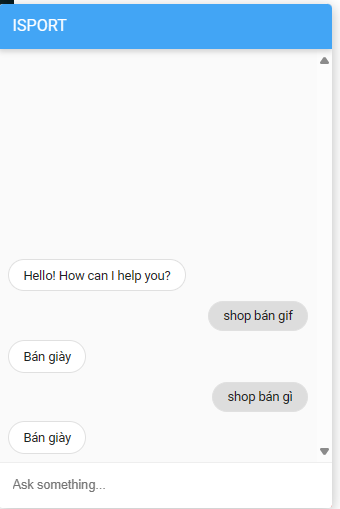 ISPORT
Hello! How can I help you?
shop bán gif
Bán giày
shop bán gì
Bán giày
Ask something...